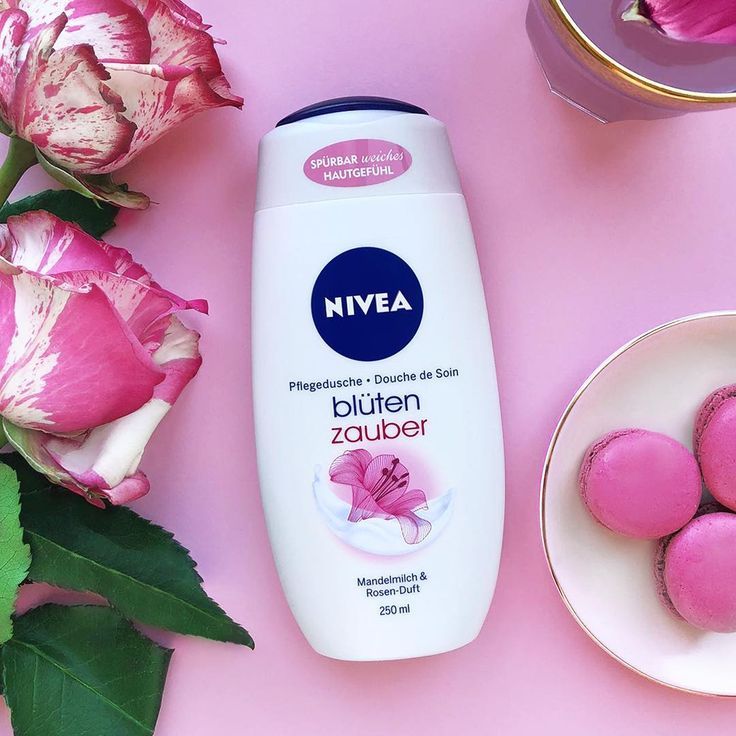 SPÜRBAR weiches
HAUTGEFÜHL
NIVEA
Pflegedusche • Douche de Soin
blüten
zauber
Mandelmilch &
Rosen-Duft
250 ml